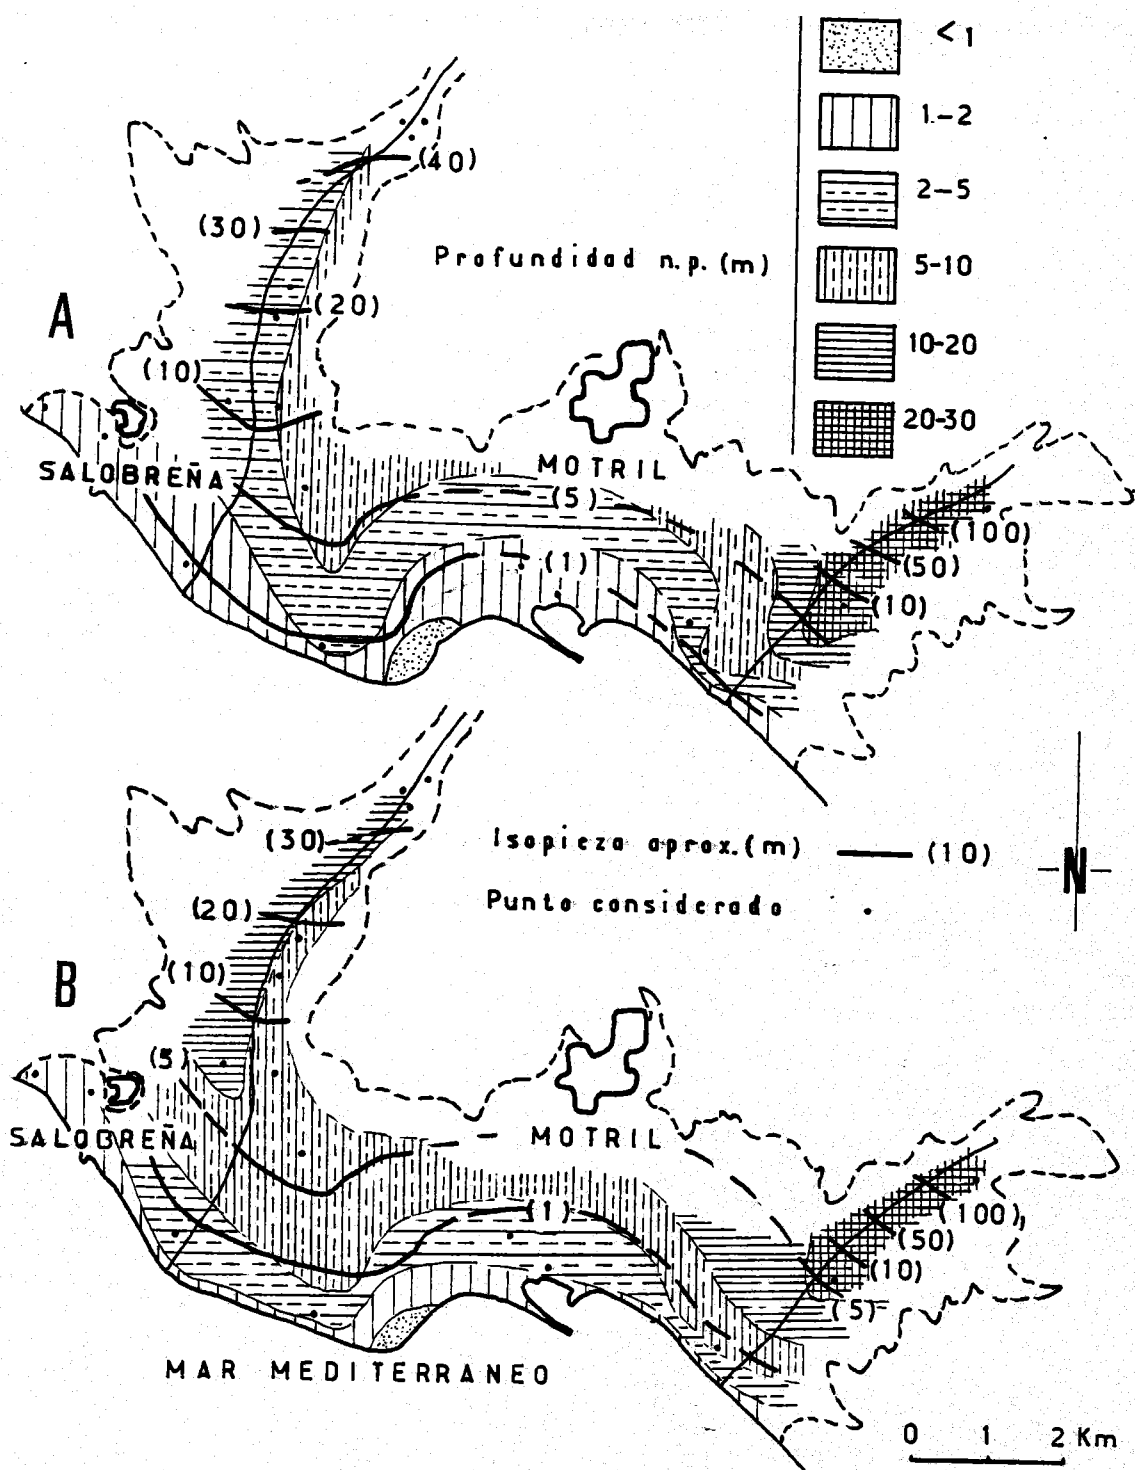 < 1
1-2
2-5
5-10
10-20
20-30
Profundidad n.p. (m)
A
(40)
(30)
(20)
(10)
SALOBREÑA
MOTRIL
(5)
(1)
(100)
(50)
(10)
Isopieza aprox. (m) (10)
Punto considerado
N
B
(30)
(20)
(10)
(5)
SALOBREÑA
MOTRIL
(1)
(100)
(50)
(10)
(5)
MAR MEDITERRANEO
0 1 2 Km